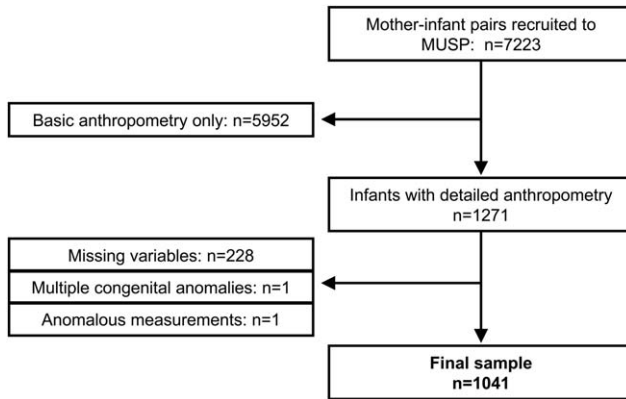 Mother-infant pairs recruited to
MUSP: n=7223
Basic anthropometry only: n=5952
Infants with detailed anthropometry
n=1271
Missing variables: n=228
Multiple congenital anomalies: n=1
Anomalous measurements: n=1
Final sample
n=1041